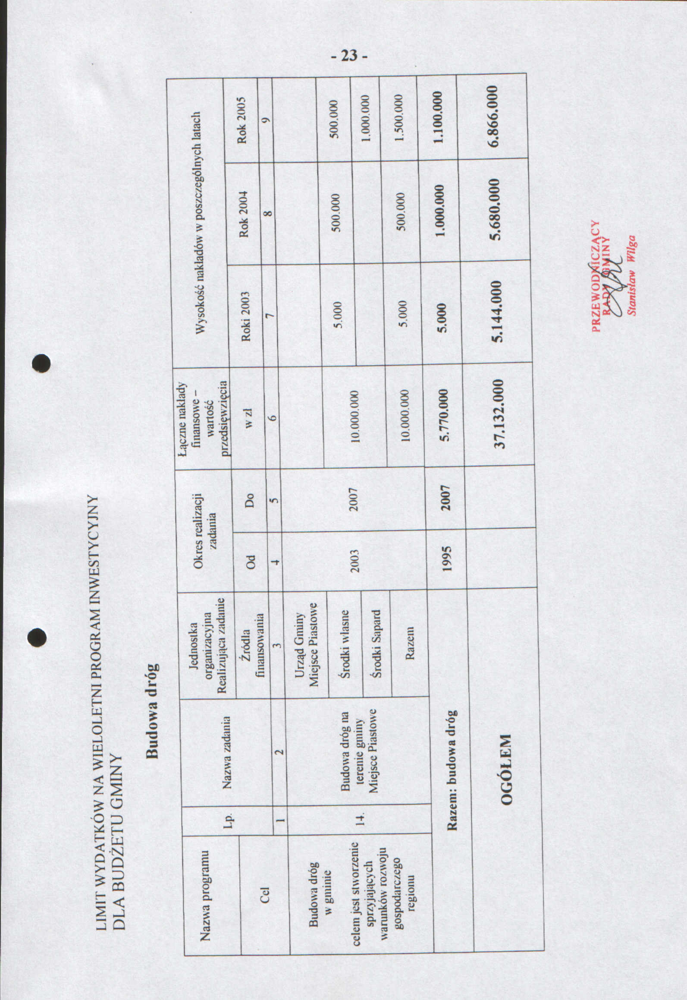 - 23 -
LIMIT WYDATKÓW NA WIELOLETNI PROGRAM INWESTYCYJNY
DLA BUDŻETU GMINY
Budowa dróg
Nazwa programu
Cel
Lp.
Nazwa zadania
Jednostka
organizacyjna
Realizująca zadanie
Źródła
finansowania
Okres realizacji
zadania
Od
Do
Łączne nakłady
finansowe –
wartość
przedsięwzięcia
w zł
Wysokość nakładów w poszczególnych latach
Roki 2003
Rok 2004
Rok 2005
1 2 3 4 5 6 7 8 9
Budowa dróg
w gminie
celem jest stworzenie
sprzyjających
warunków rozwoju
gospodarczego
regionu
14.
Budowa dróg na
terenie gminy
Miejsce Piastowe
Urząd Gminy
Miejsce Piastowe
2003 2007
Środki własne 10.000.000 5.000 500.000 500.000
Środki Sapard 1.000.000
Razem 10.000.000 5.000 500.000 1.500.000
Razem: budowa dróg 1995 2007 5.770.000 5.000 1.000.000 1.100.000
OGÓŁEM 37.132.000 5.144.000 5.680.000 6.866.000
PRZEWODNICZĄCY
RADY GMINY
Stanisław Wilga